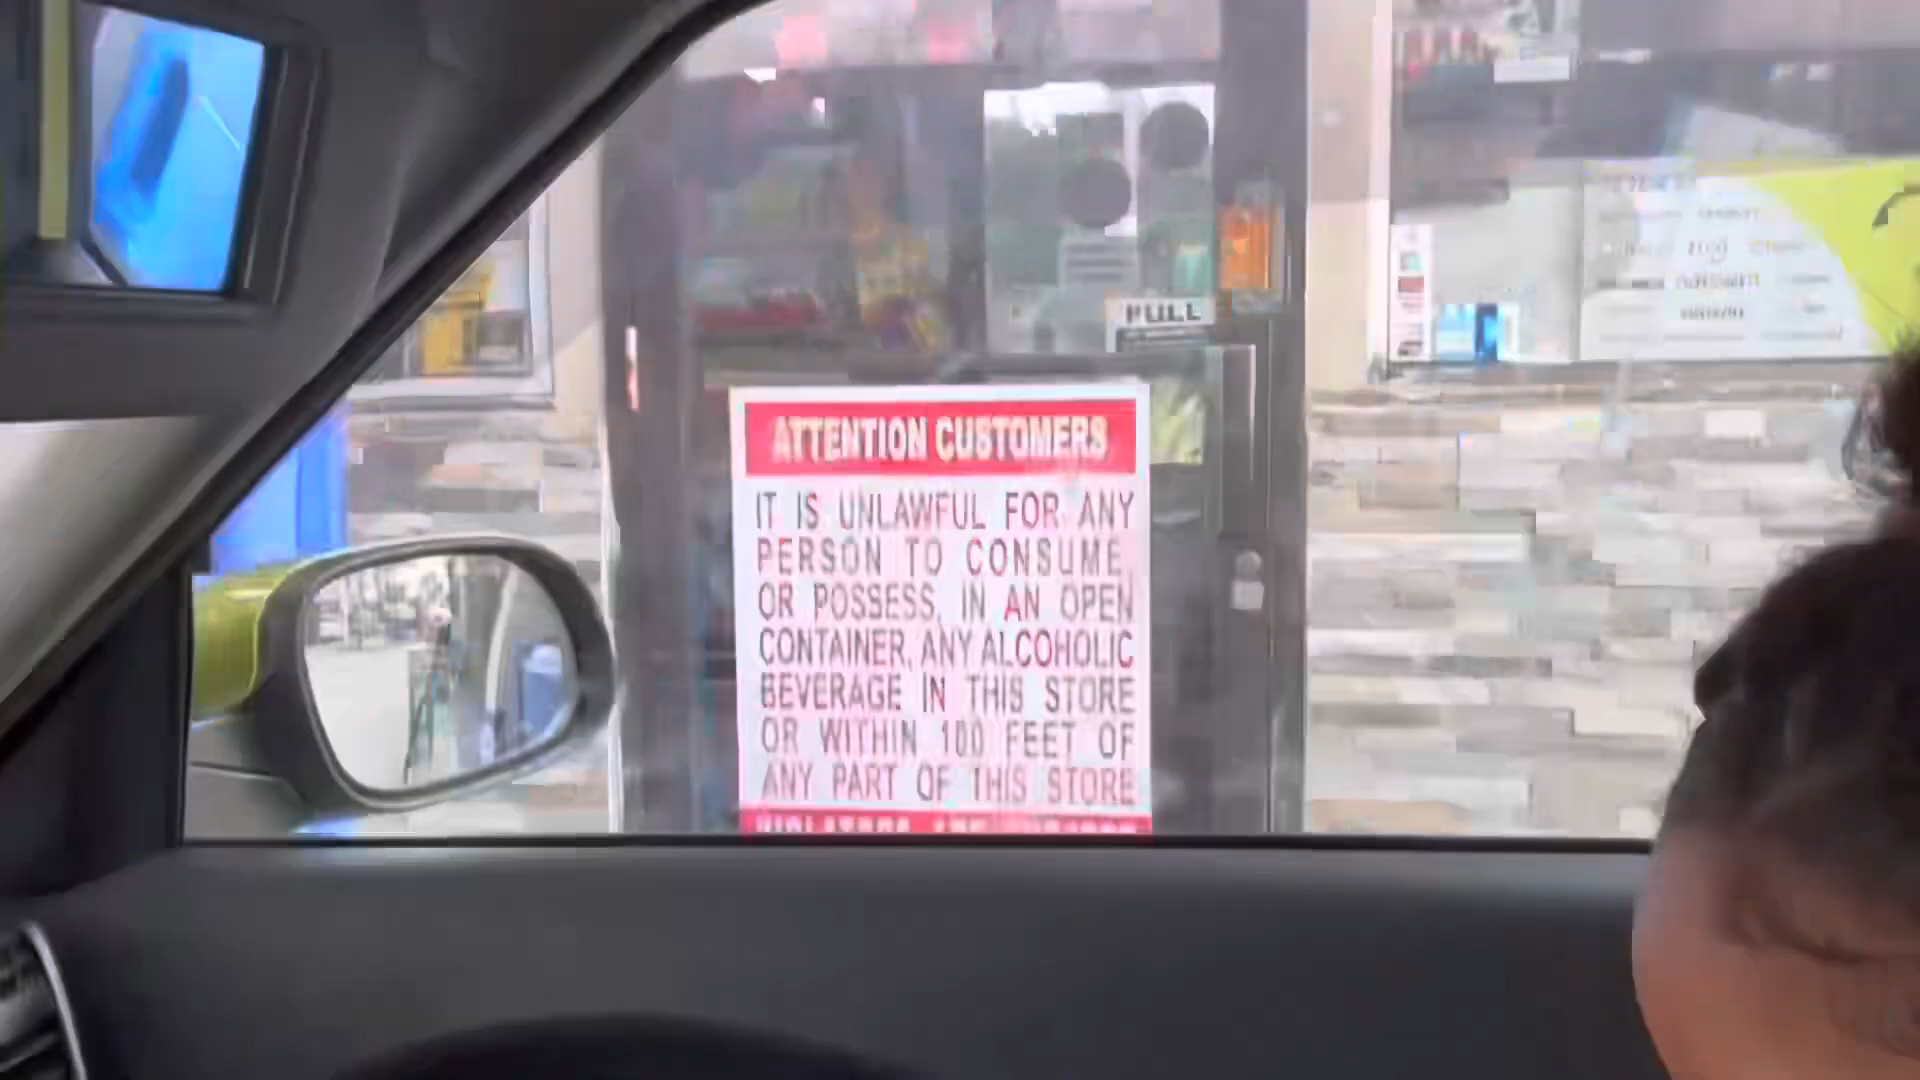 PULL
ATTENTION CUSTOMERS
IT IS UNLAWFUL FOR ANY
PERSON TO CONSUME
OR POSSESS, IN AN OPEN
CONTAINER, ANY ALCOHOLIC
BEVERAGE IN THIS STORE
OR WITHIN 100 FEET OF
ANY PART OF THIS STORE